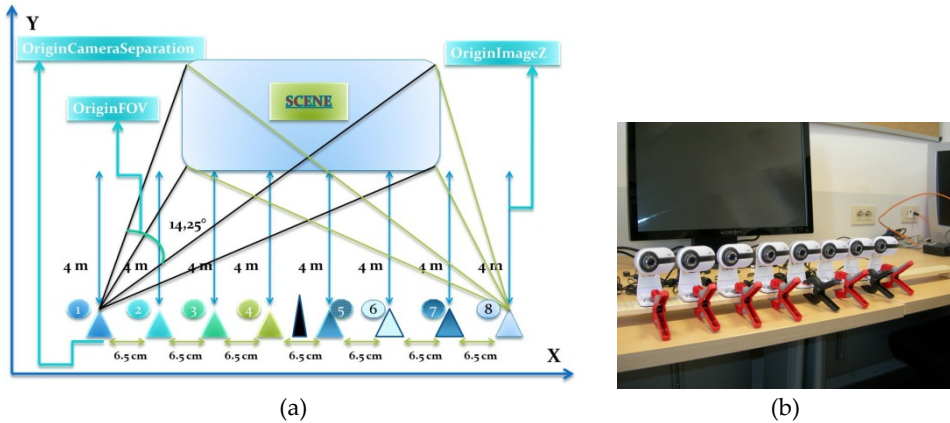 Y
OriginCameraSeparation
OriginImageZ
OriginFOV
SCENE
14,25°
4 m 4 m 4 m 4 m 4 m 4 m 4 m 4 m
1 2 3 4 5 6 7 8
6.5 cm 6.5 cm 6.5 cm 6.5 cm 6.5 cm 6.5 cm 6.5 cm
X
(a) (b)